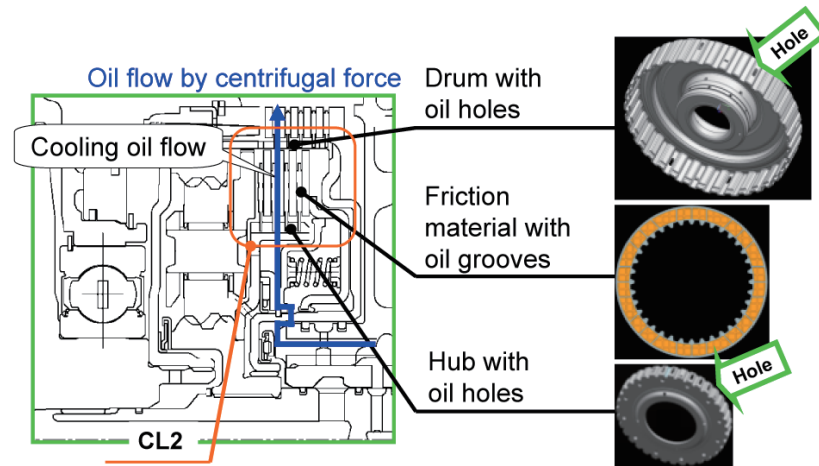 Oil flow by centrifugal force
Cooling oil flow
CL2
Drum with
oil holes
Friction
material with
oil grooves
Hub with
oil holes
Hole
Hole